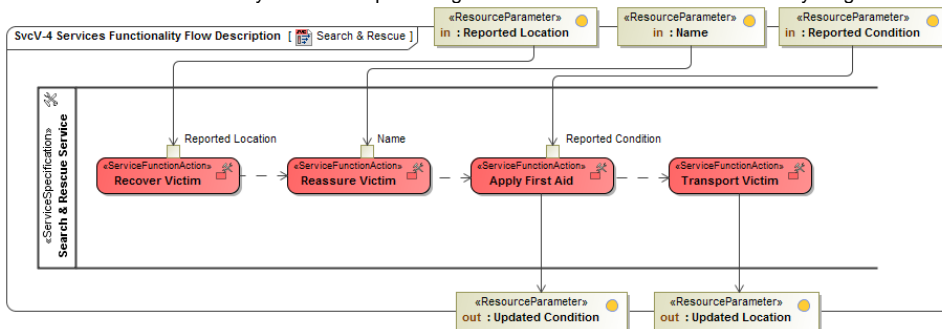 «ResourceParameter»
in : Reported Location
«ResourceParameter»
in : Name
«ResourceParameter»
in : Reported Condition
SvcV-4 Services Functionality Flow Description [ Search & Rescue ]
«ServiceSpecification»
Search & Rescue Service
Reported Location
Name
Reported Condition
«ServiceFunctionAction»
Recover Victim
«ServiceFunctionAction»
Reassure Victim
«ServiceFunctionAction»
Apply First Aid
«ServiceFunctionAction»
Transport Victim
«ResourceParameter»
out : Updated Condition
«ResourceParameter»
out : Updated Location